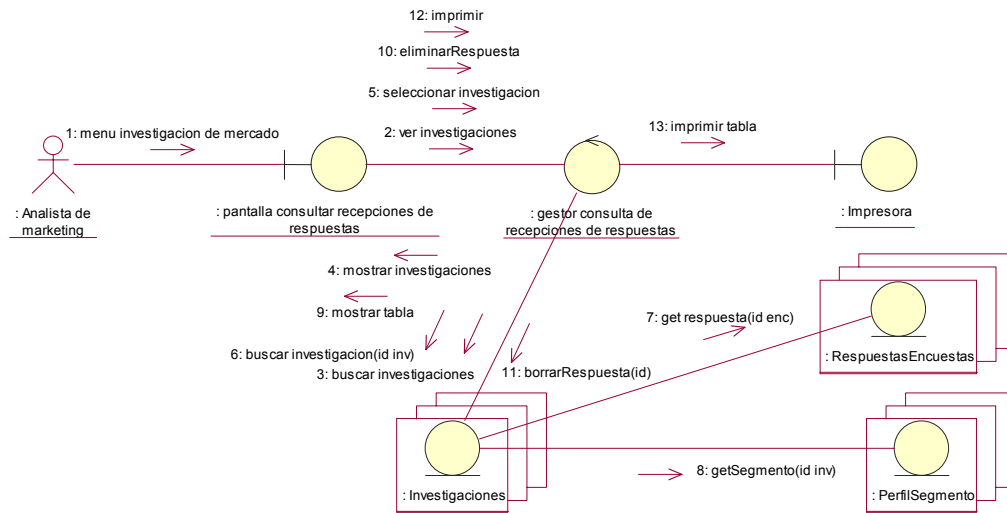 12: imprimir
10: eliminarRespuesta
5: seleccionar investigacion
2: ver investigaciones
1: menu investigacion de mercado
13: imprimir tabla
: Analista de
marketing
: pantalla consultar recepciones de
respuestas
: gestor consulta de
recepciones de respuestas
: Impresora
4: mostrar investigaciones
9: mostrar tabla
6: buscar investigacion(id inv)
3: buscar investigaciones
11: borrarRespuesta(id)
7: get respuesta(id enc)
: RespuestasEncuestas
8: getSegmento(id inv)
: Investigaciones
: PerfilSegmento